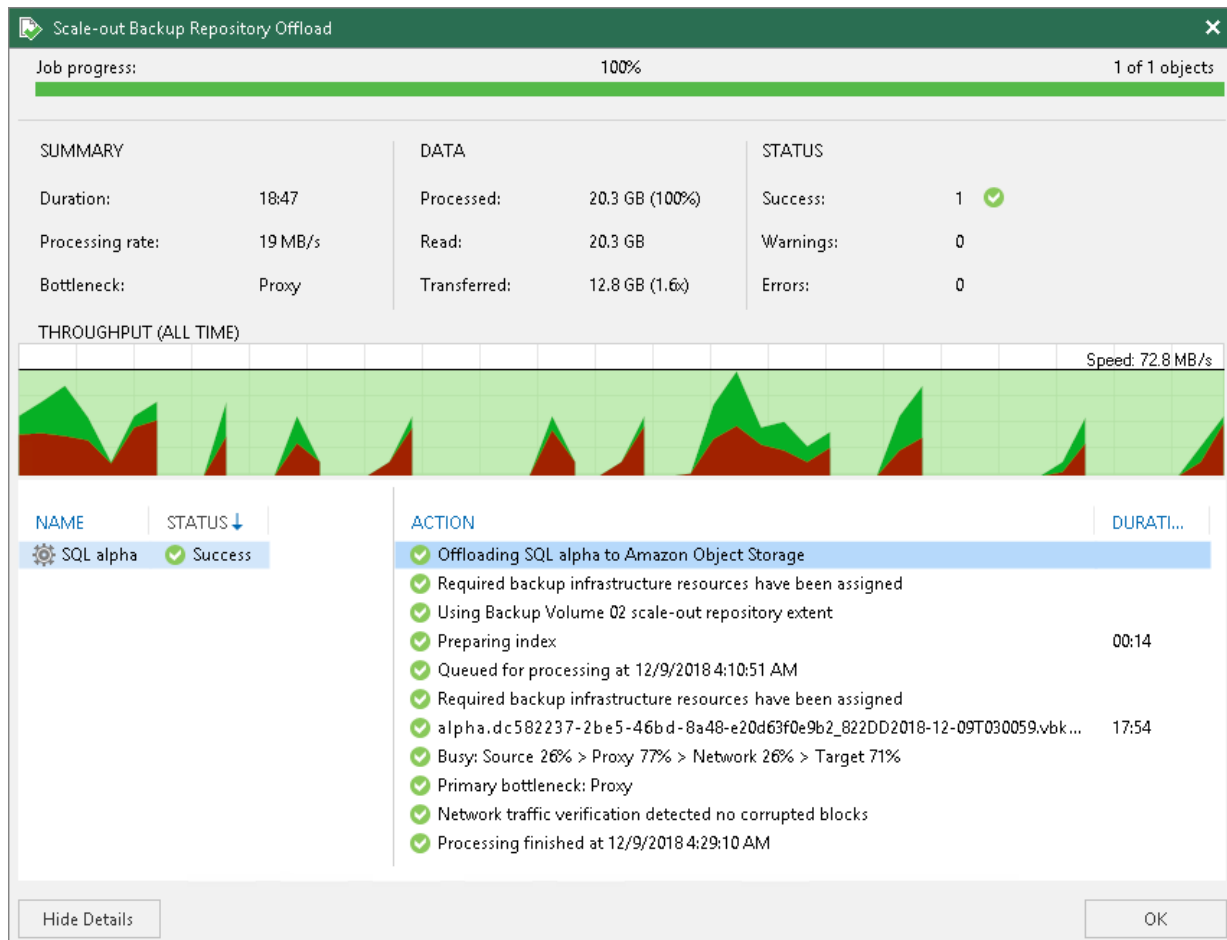 Scale-out Backup Repository Offload
Job progress: 100% 1 of 1 objects
SUMMARY DATA STATUS
Duration: 18:47 Processed: 20.3 GB (100%) Success: 1
Processing rate: 19 MB/s Read: 20.3 GB Warnings: 0
Bottleneck: Proxy Transferred: 12.8 GB (1.6x) Errors: 0
THROUGHPUT (ALL TIME)
Speed: 72.8 MB/s
NAME STATUS ACTION DURATI...
SQL alpha Success Offloading SQL alpha to Amazon Object Storage
Required backup infrastructure resources have been assigned
Using Backup Volume 02 scale-out repository extent
Preparing index 00:14
Queued for processing at 12/9/2018 4:10:51 AM
Required backup infrastructure resources have been assigned
alpha.dc582237-2be5-46bd-8a48-e20d63f0e9b2_822DD2018-12-09T030059.vbk... 17:54
Busy: Source 26% > Proxy 77% > Network 26% > Target 71%
Primary bottleneck: Proxy
Network traffic verification detected no corrupted blocks
Processing finished at 12/9/2018 4:29:10 AM
Hide Details OK